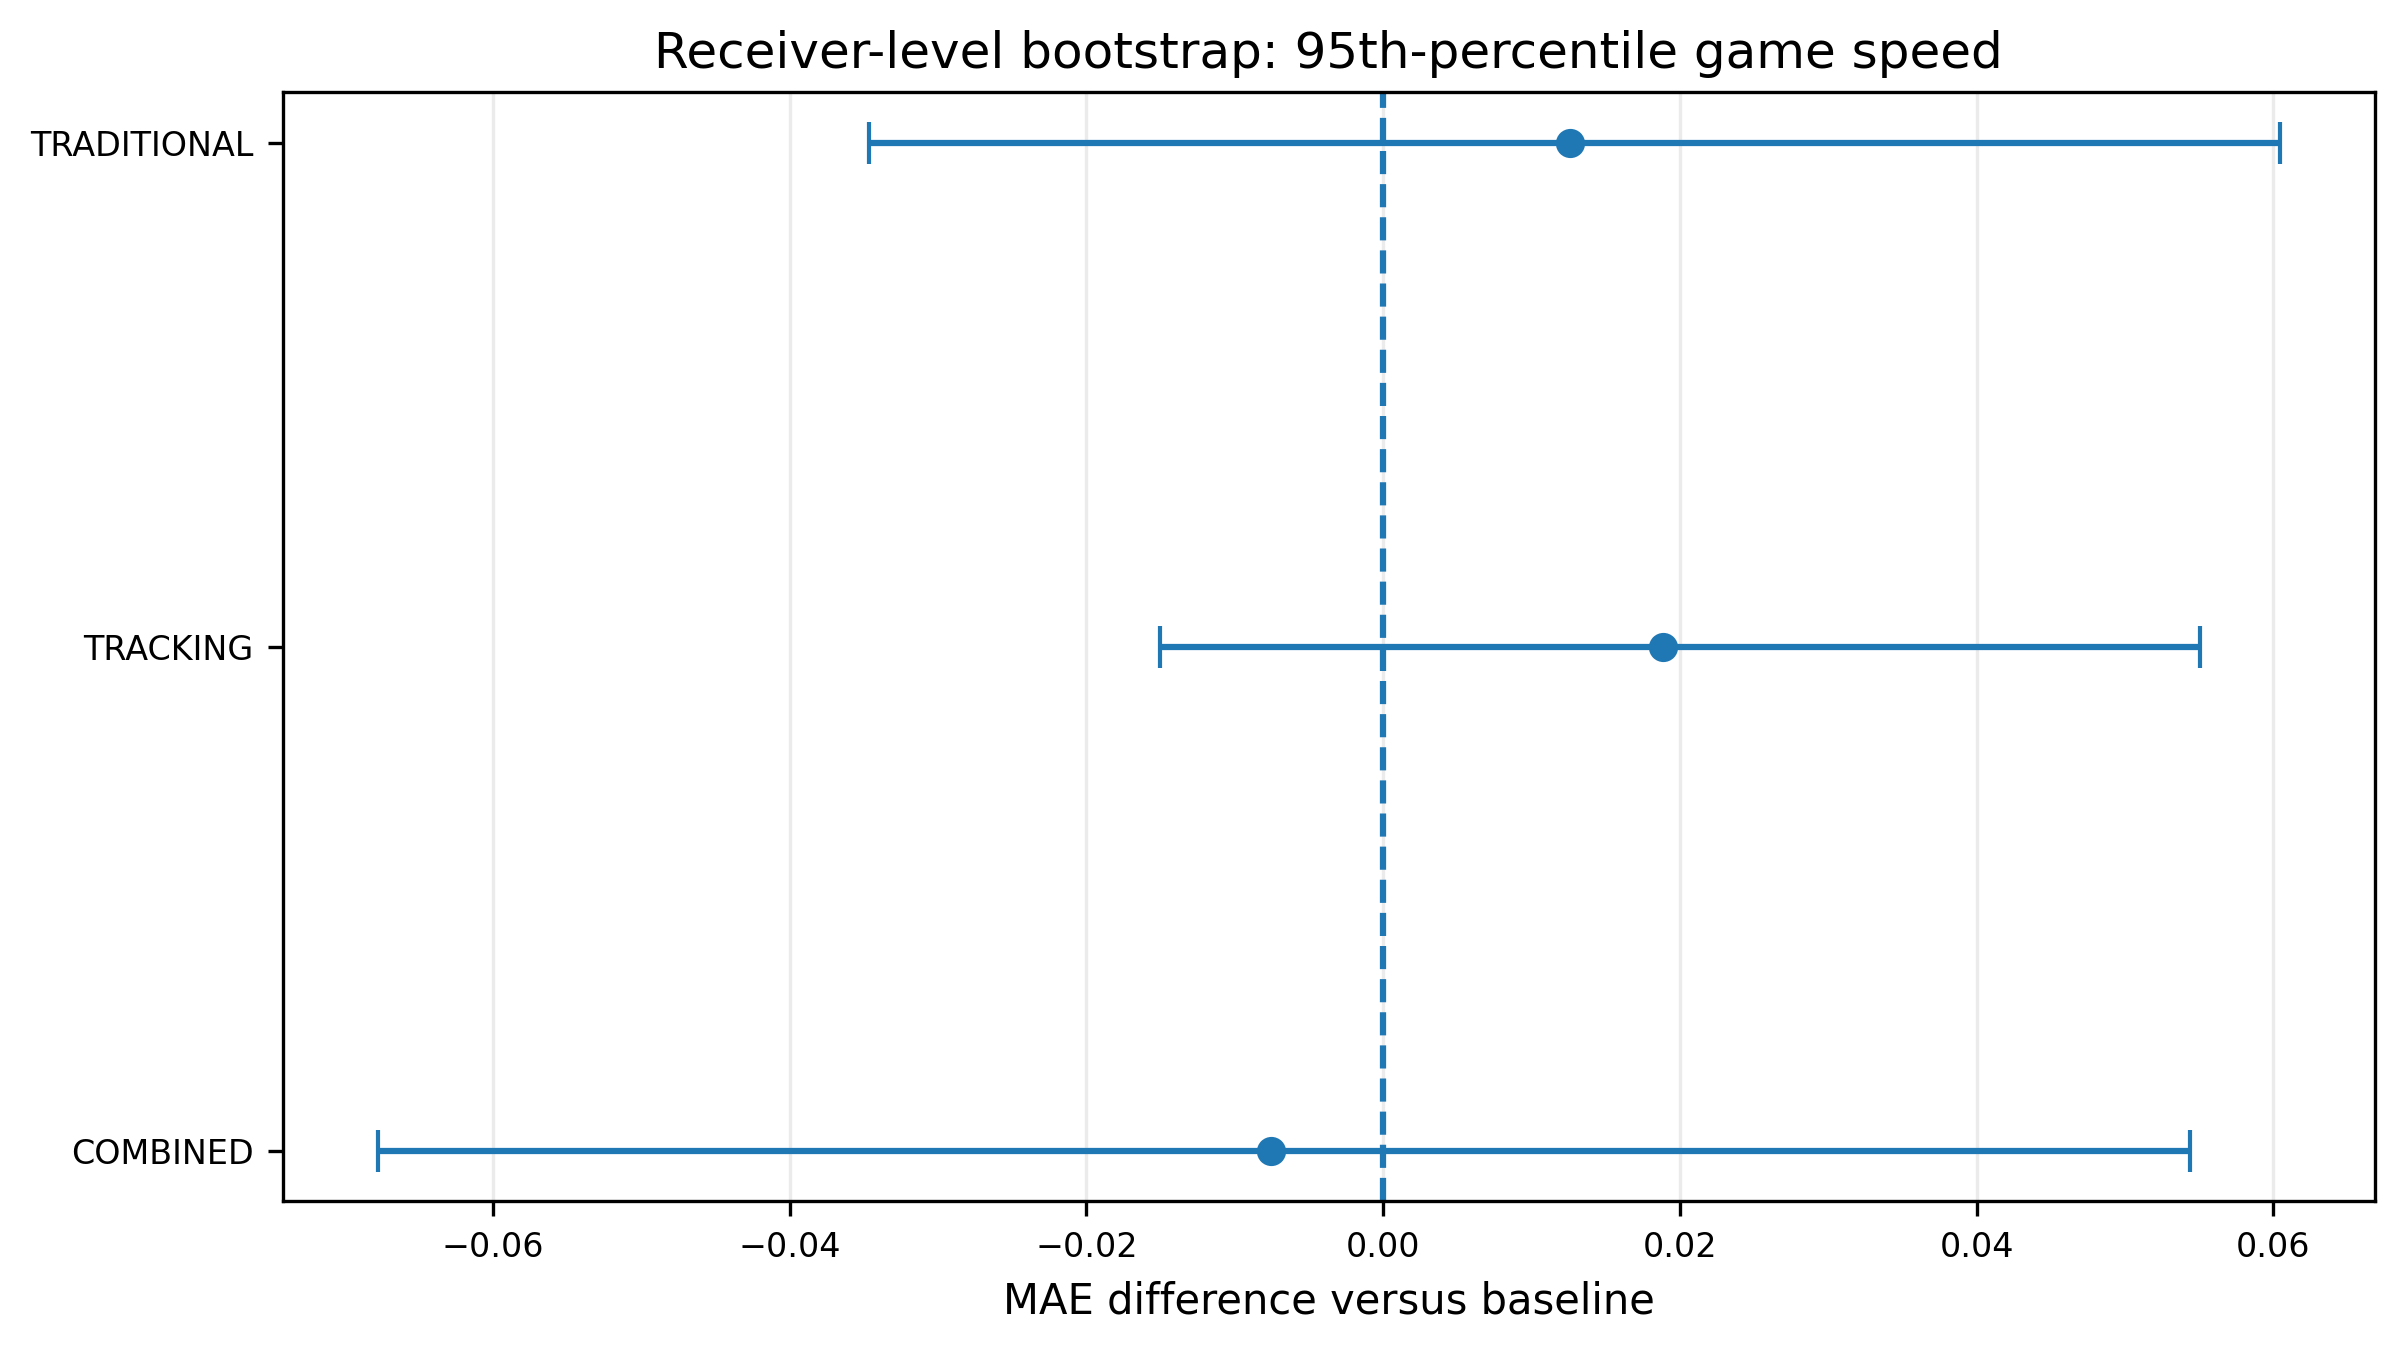 Receiver-level bootstrap: 95th-percentile game speed
TRADITIONAL
TRACKING
COMBINED
−0.06 −0.04 −0.02 0.00 0.02 0.04 0.06
MAE difference versus baseline